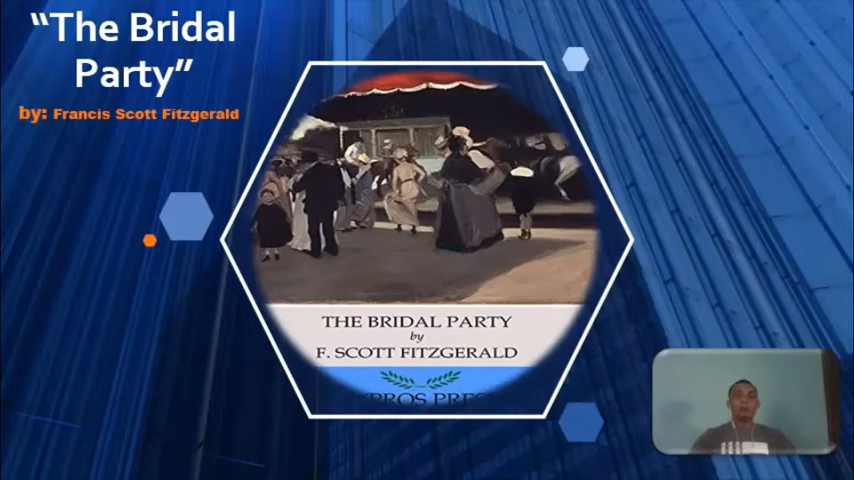 “The Bridal
Party”
by: Francis Scott Fitzgerald
THE BRIDAL PARTY
by
F. SCOTT FITZGERALD